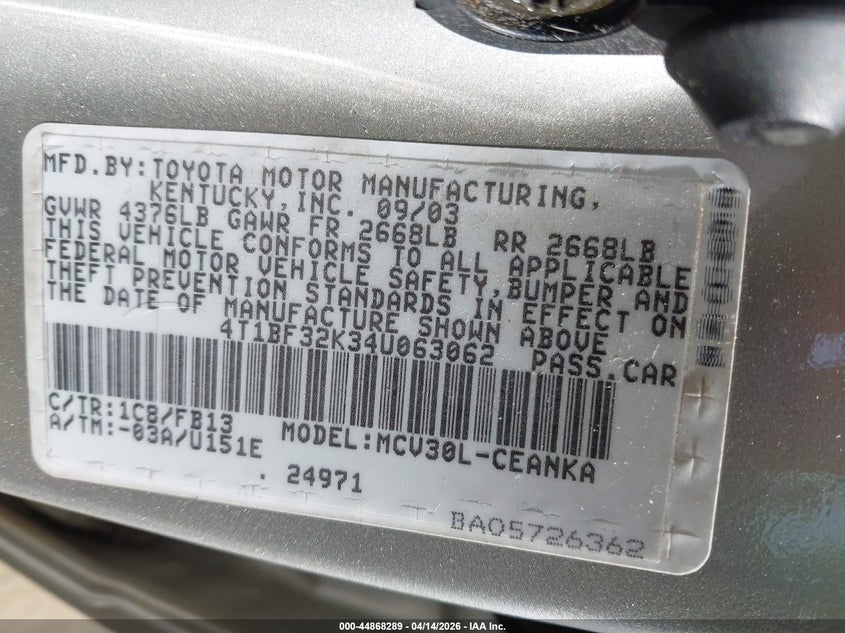 MFD.BY:TOYOTA MOTOR MANUFACTURING,
KENTUCKY,INC. 09/03
GVWR 4376LB GAWR FR 2668LB RR 2668LB
THIS VEHICLE CONFORMS TO ALL APPLICABLE
FEDERAL MOTOR VEHICLE SAFETY,BUMPER AND
THEFT PREVENTION STANDARDS IN EFFECT ON
THE DATE OF MANUFACTURE SHOWN ABOVE
4T1BF32K34U063062 PASS.CAR
C/TR:1C8/FB13
A/TM:-03A/U151E MODEL:MCV30L-CEANKA
. 24971
BA05726362
000-44868289 - 04/14/2026 - IAA Inc.